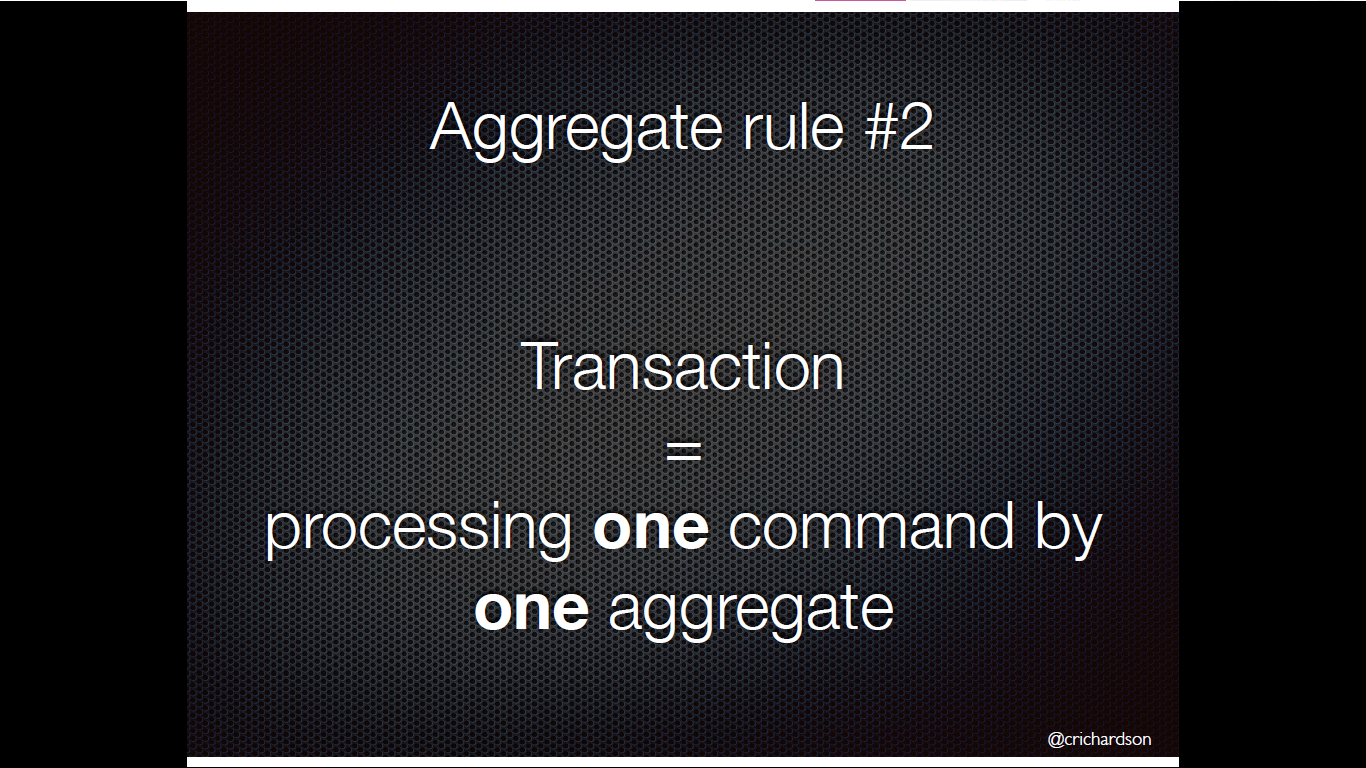 Aggregate rule #2
Transaction
=
processing one command by
one aggregate
@crichardson